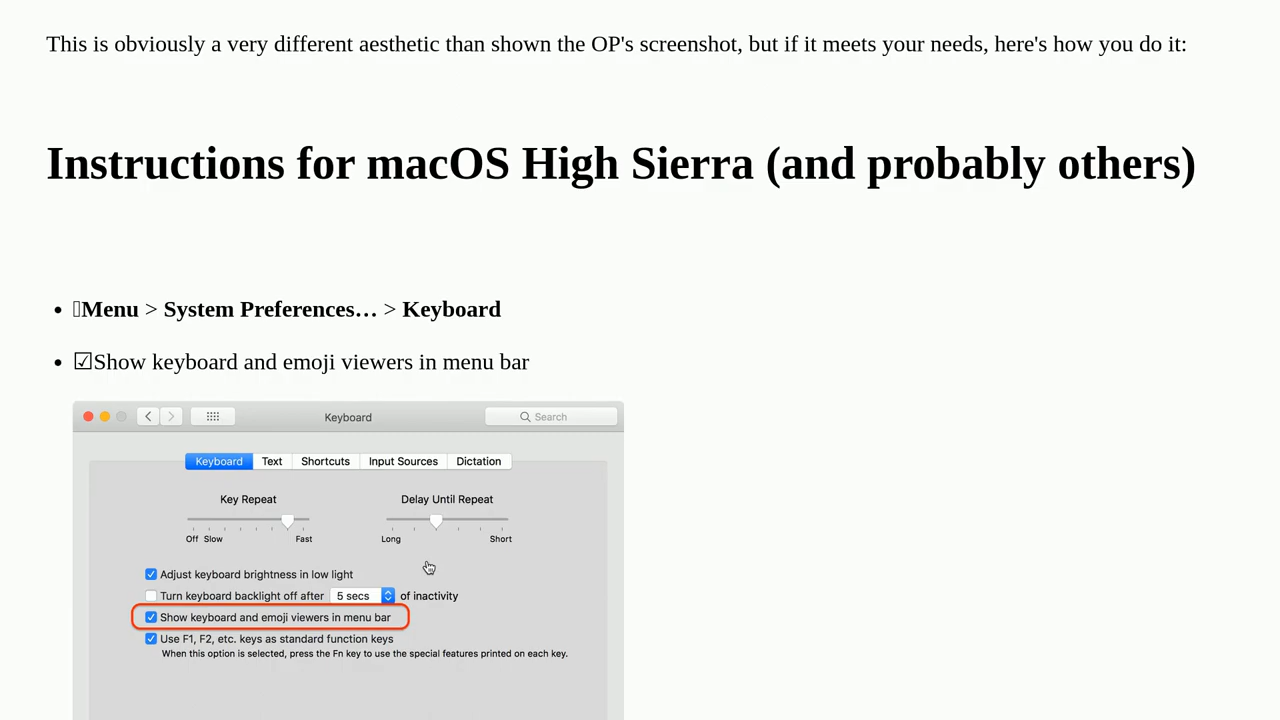 This is obviously a very different aesthetic than shown the OP's screenshot, but if it meets your needs, here's how you do it:
Instructions for macOS High Sierra (and probably others)
Menu > System Preferences… > Keyboard
☑Show keyboard and emoji viewers in menu bar
Keyboard
Search
Keyboard Text Shortcuts Input Sources Dictation
Key Repeat Delay Until Repeat
Off Slow Fast Long Short
Adjust keyboard brightness in low light
Turn keyboard backlight off after 5 secs of inactivity
Show keyboard and emoji viewers in menu bar
Use F1, F2, etc. keys as standard function keys
When this option is selected, press the Fn key to use the special features printed on each key.